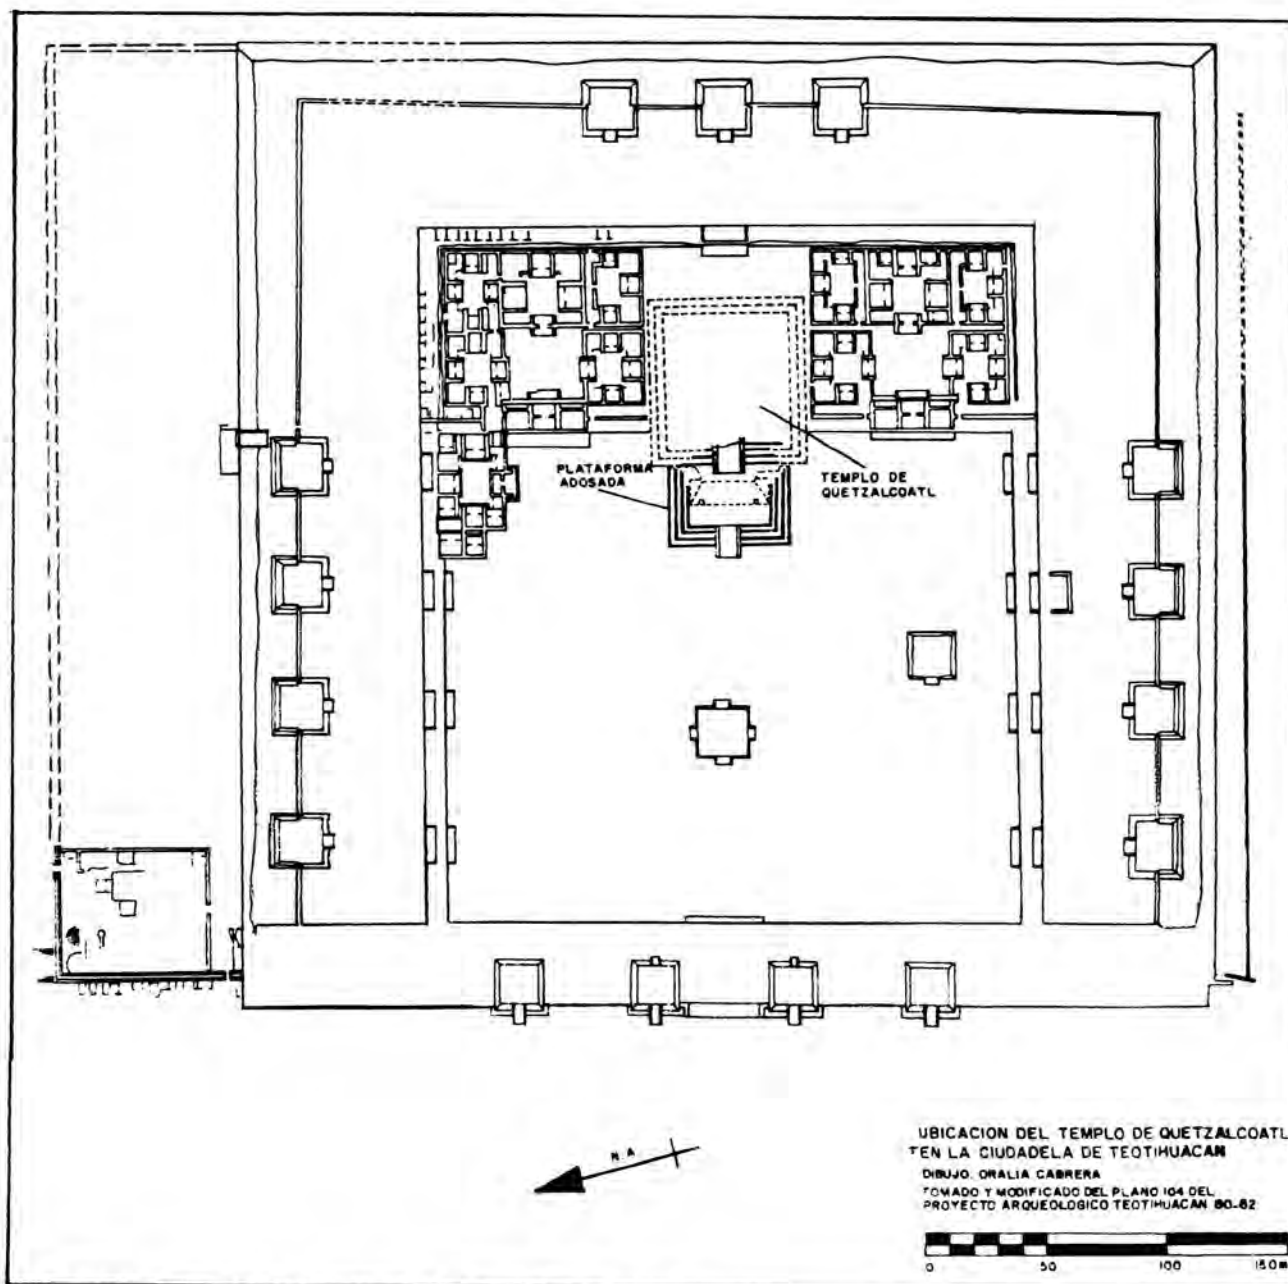 PLATAFORMA
ADOSADA
TEMPLO DE
QUETZALCOATL
N.A
UBICACION DEL TEMPLO DE QUETZALCOATL
TEN LA CIUDADELA DE TEOTIHUACAN
DIBUJO. ORALIA CABRERA
TOMADO Y MODIFICADO DEL PLANO 104 DEL
PROYECTO ARQUEOLOGICO TEOTIHUACAN 80-82
0 50 100 150